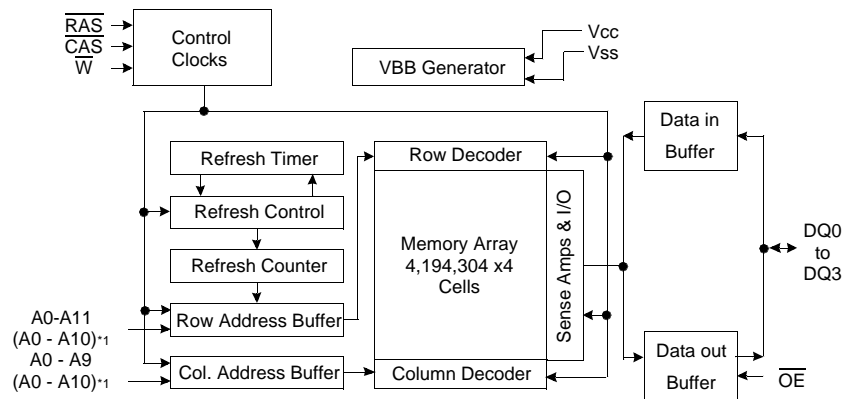 RAS
CAS
W
Control
Clocks
VBB Generator
Vcc
Vss
Data in
Buffer
Refresh Timer
Row Decoder
Refresh Control
Memory Array
4,194,304 x4
Cells
Sense Amps & I/O
DQ0
to
DQ3
Refresh Counter
A0-A11
(A0 - A10)*1
Row Address Buffer
A0 - A9
(A0 - A10)*1
Col. Address Buffer
Column Decoder
Data out
Buffer
OE